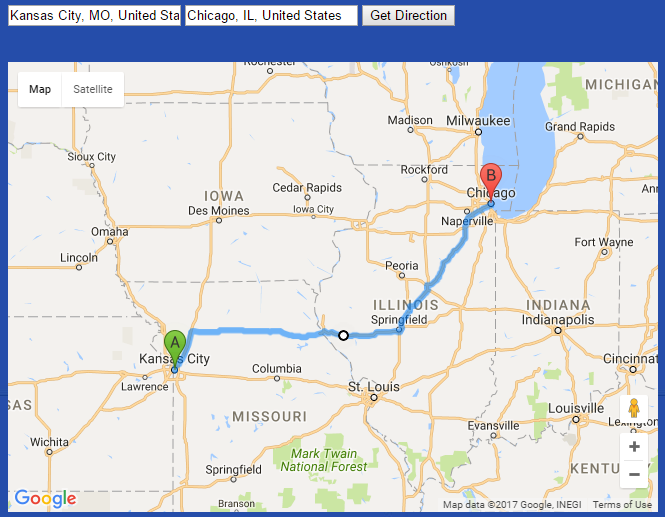 Kansas City, MO, United Sta
Chicago, IL, United States
Get Direction
Map
Satellite
Rochester
Oshkosh
MICHIGAN
Madison
Milwaukee
Grand Rapids
Sioux City
Rockford
Chicago
B
IOWA
Cedar Rapids
Iowa City
Des Moines
Naperville
Omaha
Fort Wayne
Lincoln
Peoria
ILLINOIS
INDIANA
Springfield
Indianapolis
A
Kansas City
Cincinnat
Columbia
Lawrence
St. Louis
SAS
MISSOURI
Louisville
Evansville
Lexington
Wichita
Mark Twain
National Forest
Springfield
KENTU
Branson
Google
Map data ©2017 Google, INEGI
Terms of Use